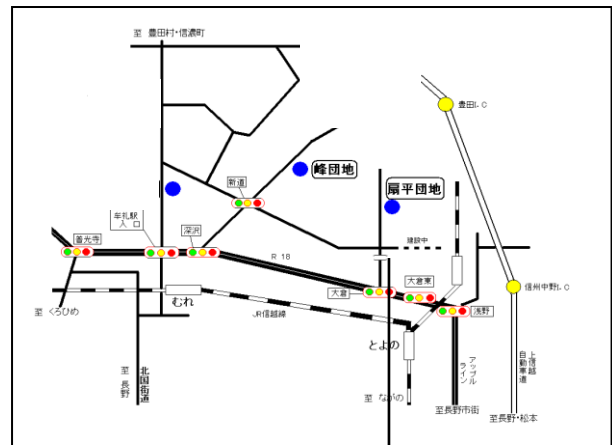 至 豊田村・信濃町
豊田I.C
峰団地
新道
扇平団地
牟礼駅
入口
深沢
善光寺
建設中
R 18
大倉
大倉東
浅野
信州中野I.C
むれ
至 くろひめ
JR信越線
とよの
至 長野
北国街道
アップル
ライン
上信越
自動車道
至 ながの
至長野市街
至長野・松本